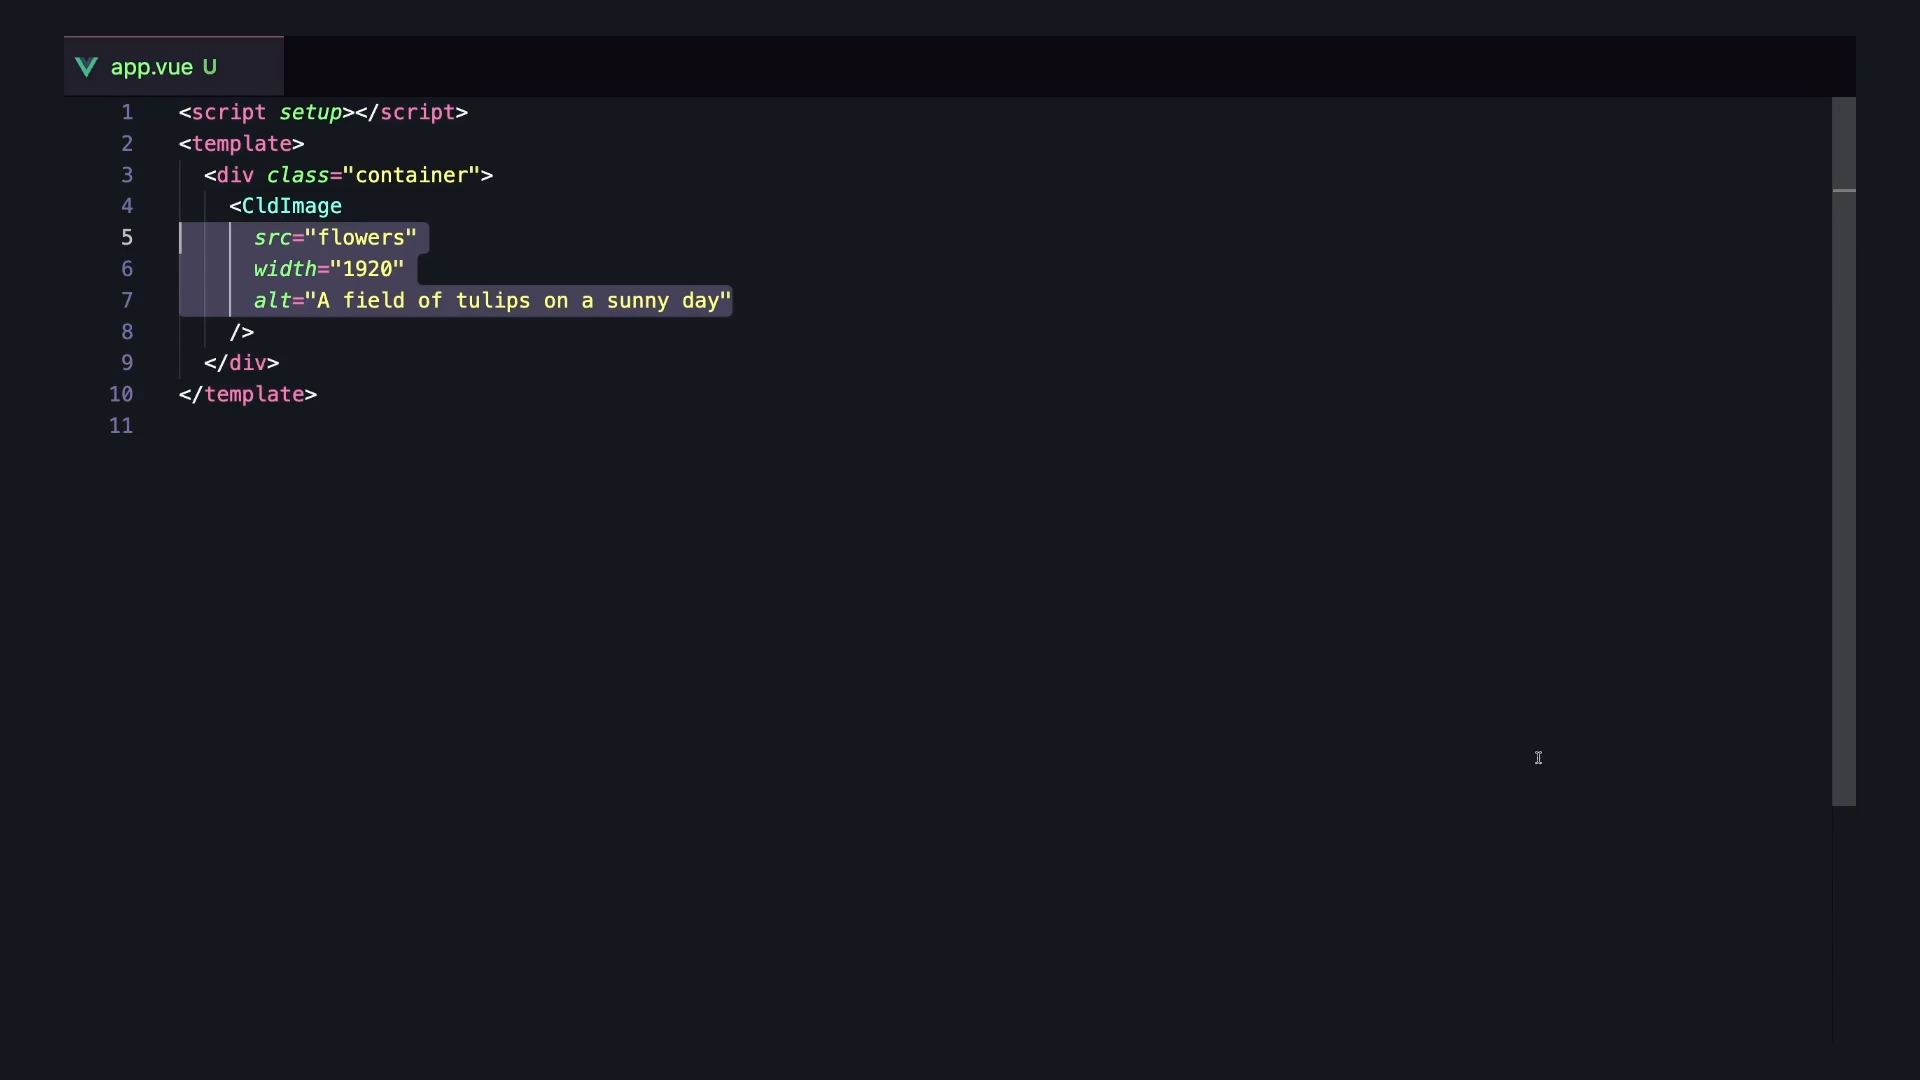 app.vue U
1 <script setup></script>
2 <template>
3 <div class="container">
4 <CldImage
5 src="flowers"
6 width="1920"
7 alt="A field of tulips on a sunny day"
8 />
9 </div>
10 </template>
11